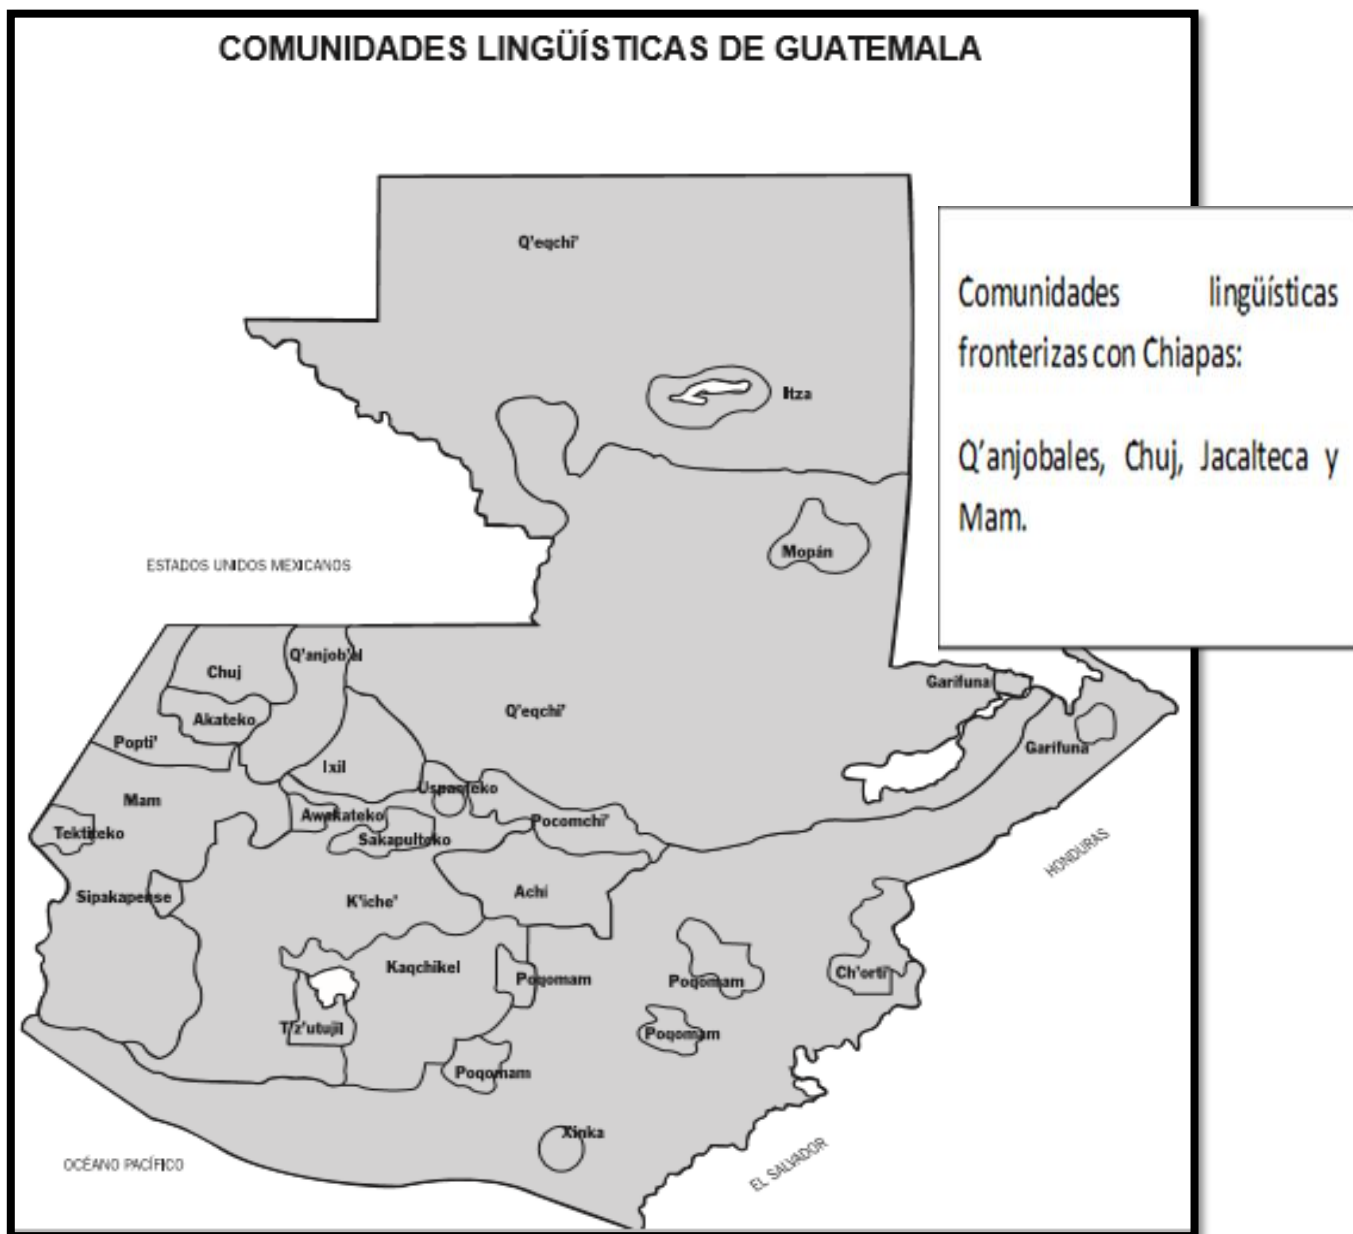 COMUNIDADES LINGÜÍSTICAS DE GUATEMALA
Q'eqchi'
Comunidades lingüísticas
fronterizas con Chiapas:
Q'anjobales, Chuj, Jacalteca y
Mam.
Itza
Mopán
ESTADOS UNIDOS MEXICANOS
Chuj
Q'anjob'al
Akateko
Popti'
Q'eqchi'
Garifuna
Garifuna
Ixil
Mam
Uspanteko
Tektiteko
Awakateko
Sakapulteko
Pocomchi'
HONDURAS
Sipakapense
K'iche'
Achi
Kaqchikel
Poqomam
Poqomam
Ch'orti'
T'z'utujil
Poqomam
Poqomam
Xinka
OCÉANO PACÍFICO
EL SALVADOR